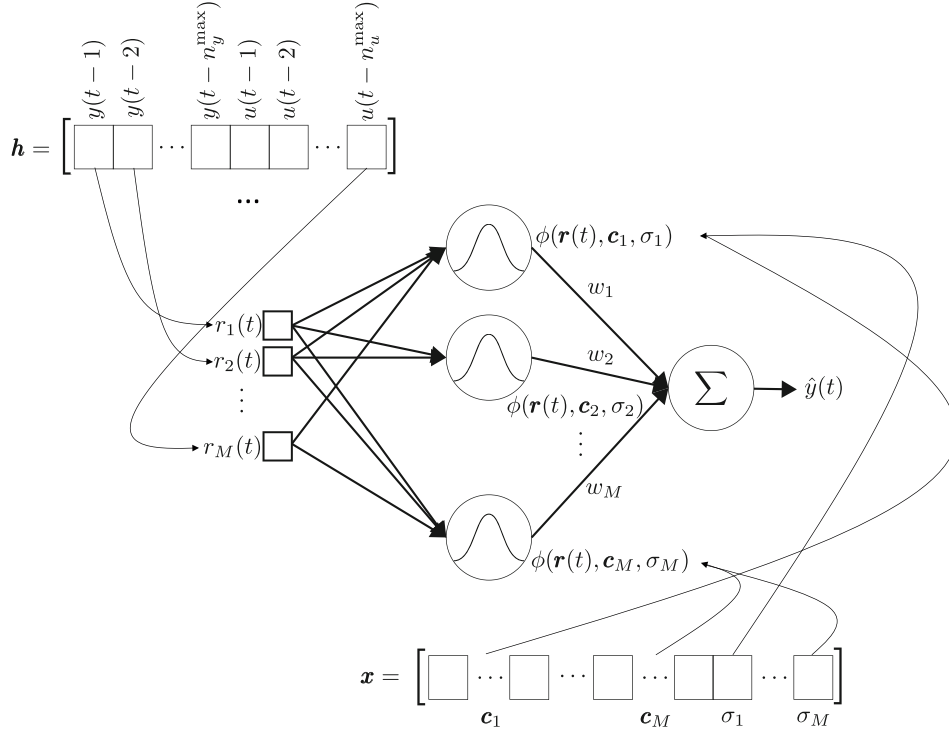 y(t − 1)
y(t − 2)
y(t − n_y^max)
u(t − 1)
u(t − 2)
u(t − n_u^max)
h = [ ⋯ ⋯ ]
⋯
ϕ(r(t), c_1, σ_1)
w_1
r_1(t)
r_2(t)
w_2
∑
ŷ(t)
ϕ(r(t), c_2, σ_2)
⋮
⋮
r_M(t)
w_M
ϕ(r(t), c_M, σ_M)
x = [ ⋯ ⋯ ⋯ ⋯ ]
c_1 c_M σ_1 σ_M